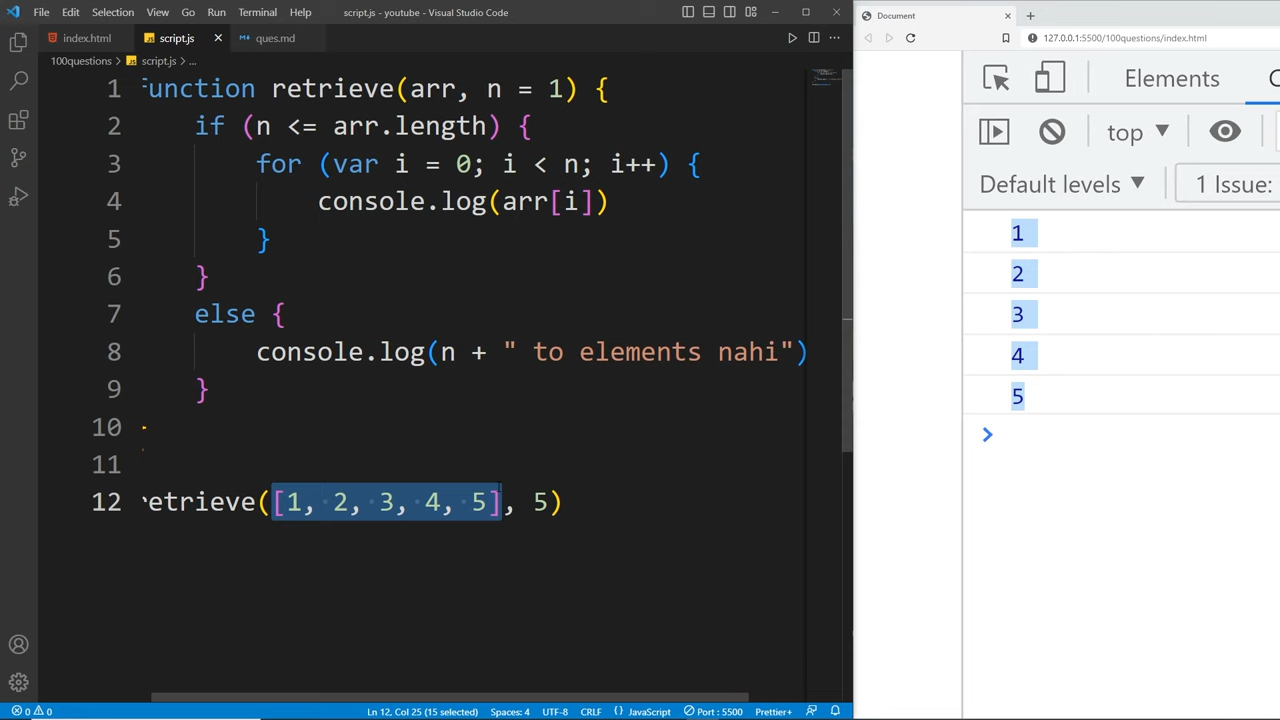 File Edit Selection View Go Run Terminal Help script.js - youtube - Visual Studio Code
index.html script.js ques.md
100questions > script.js > ...
1 function retrieve(arr, n = 1) {
2 if (n <= arr.length) {
3 for (var i = 0; i < n; i++) {
4 console.log(arr[i])
5 }
6 }
7 else {
8 console.log(n + " to elements nahi")
9 }
10
11
12 retrieve([1, 2, 3, 4, 5], 5)
0 0 Ln 12, Col 25 (15 selected) Spaces: 4 UTF-8 CRLF {} JavaScript Port : 5500 Prettier+
Document
127.0.0.1:5500/100questions/index.html
Elements
top
Default levels 1 Issue:
1
2
3
4
5